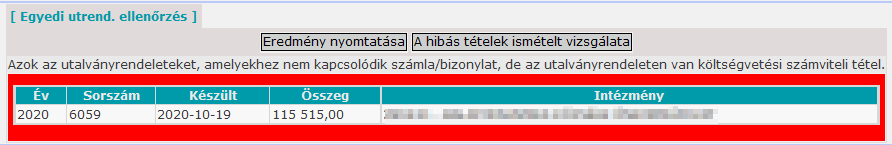 [ Egyedi utrend. ellenőrzés ]
Eredmény nyomtatása A hibás tételek ismételt vizsgálata
Azok az utalványrendeleteket, amelyekhez nem kapcsolódik számla/bizonylat, de az utalványrendeleten van költségvetési számviteli tétel.
Év Sorszám Készült Összeg Intézmény
2020 6059 2020-10-19 115 515,00